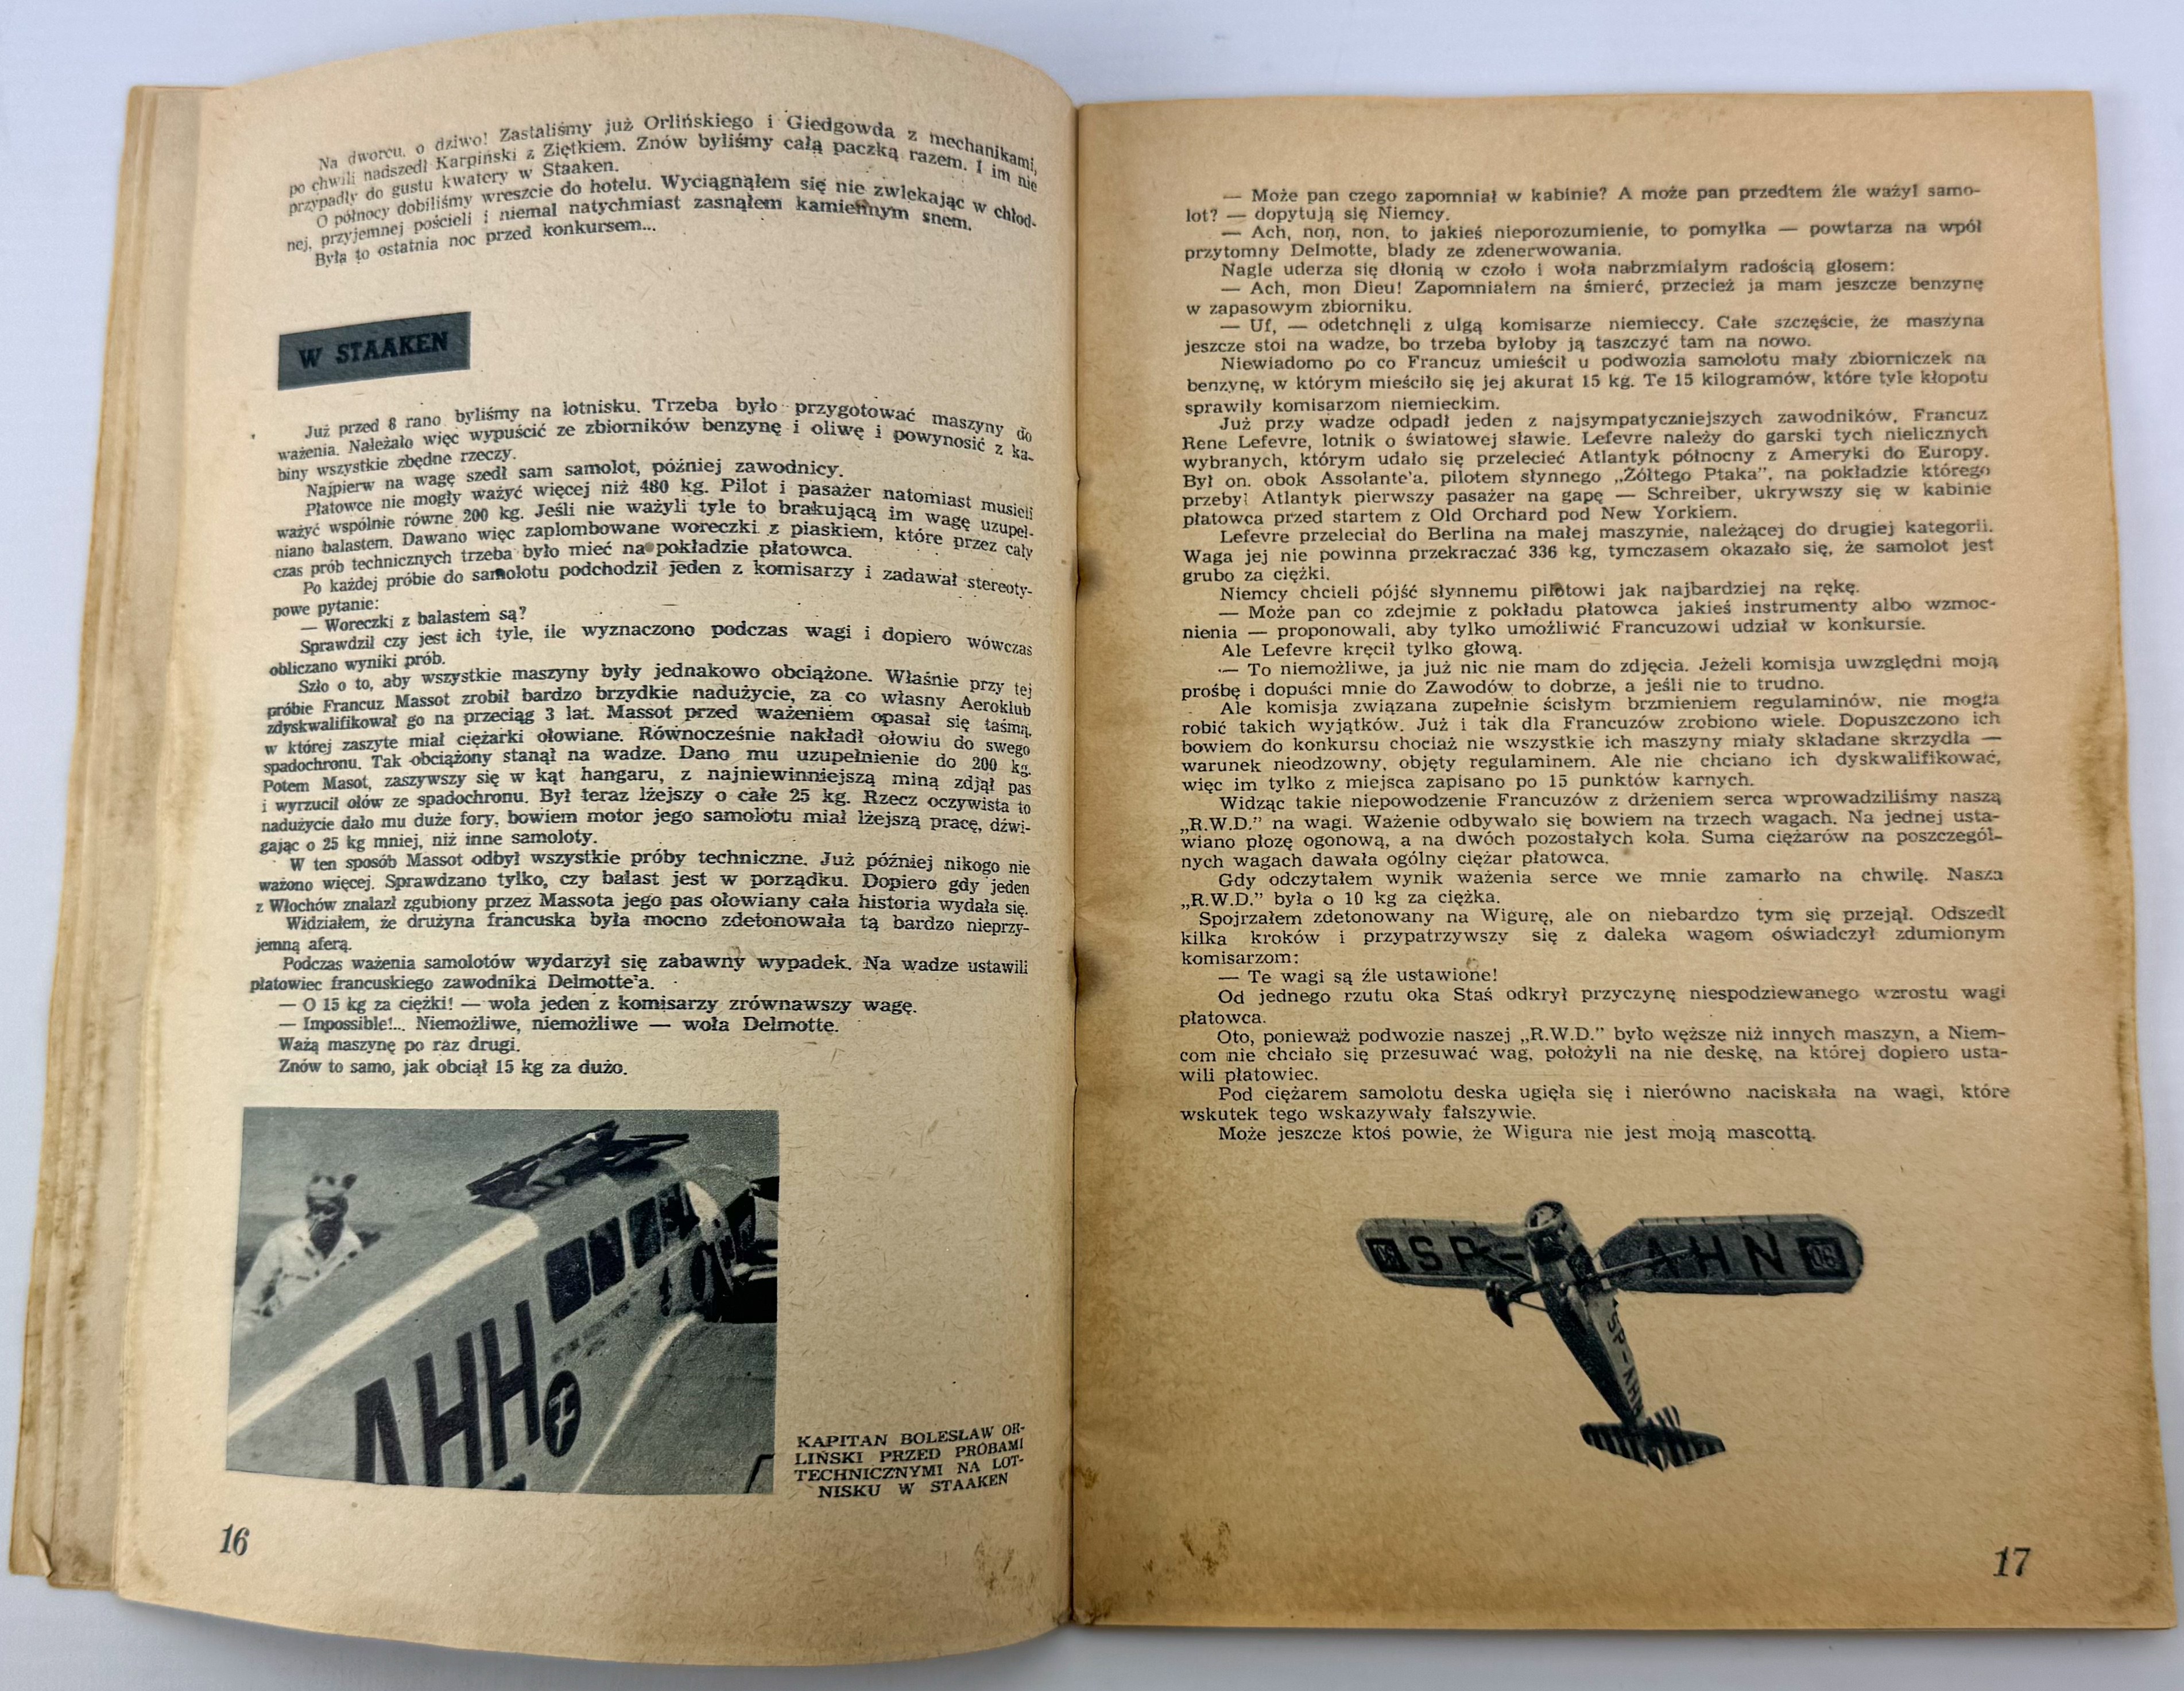 Na dworcu, o dziwo! Zastaliśmy już Orlińskiego i Giedgowda z mechanikami,
po chwili nadszedł Karpiński z Ziętkiem. Znów byliśmy całą paczką razem. I im nie
przypadły do gustu kwatery w Staaken.
O północy dobiliśmy wreszcie do hotelu. Wyciągnąłem się nie zwlekając w chłod-
nej, przyjemnej pościeli i niemal natychmiast zasnąłem kamiennym snem.
Była to ostatnia noc przed konkursem...
W STAAKEN
Już przed 8 rano byliśmy na lotnisku. Trzeba było przygotować maszyny do
ważenia. Należało więc wypuścić ze zbiorników benzynę i oliwę i powynosić z ka-
biny wszystkie zbędne rzeczy.
Najpierw na wagę szedł sam samolot, później zawodnicy.
Płatowce nie mogły ważyć więcej niż 480 kg. Pilot i pasażer natomiast musieli
ważyć wspólnie równe 200 kg. Jeśli nie ważyli tyle to brakującą im wagę uzupeł-
niano balastem. Dawano więc zaplombowane woreczki z piaskiem, które przez cały
czas prób technicznych trzeba było mieć na pokładzie płatowca.
Po każdej próbie do samolotu podchodził jeden z komisarzy i zadawał stereoty-
powe pytanie:
— Woreczki z balastem są?
Sprawdził czy jest ich tyle, ile wyznaczono podczas wagi i dopiero wówczas
obliczano wyniki prób.
Szło o to, aby wszystkie maszyny były jednakowo obciążone. Właśnie przy tej
próbie Francuz Massot zrobił bardzo brzydkie nadużycie, za co własny Aeroklub
zdyskwalifikował go na przeciąg 3 lat. Massot przed ważeniem opasał się taśmą,
w której zaszyte miał ciężarki ołowiane. Równocześnie nakładł ołowiu do swego
spadochronu. Tak obciążony stanął na wadze. Dano mu uzupełnienie do 200 kg.
Potem Masot, zaszywszy się w kąt hangaru, z najniewinniejszą miną zdjął pas
i wyrzucił ołów ze spadochronu. Był teraz lżejszy o całe 25 kg. Rzecz oczywista to
nadużycie dało mu duże fory, bowiem motor jego samolotu miał lżejszą pracę, dźwi-
gając o 25 kg mniej, niż inne samoloty.
W ten sposób Massot odbył wszystkie próby techniczne. Już później nikogo nie
ważono więcej. Sprawdzano tylko, czy balast jest w porządku. Dopiero gdy jeden
z Włochów znalazł zgubiony przez Massota jego pas ołowiany cała historia wydała się.
Widziałem, że drużyna francuska była mocno zdetonowała tą bardzo nieprzy-
jemną aferą.
Podczas ważenia samolotów wydarzył się zabawny wypadek. Na wadze ustawili
płatowiec francuskiego zawodnika Delmotte'a.
— O 15 kg za ciężki! — woła jeden z komisarzy zrównawszy wagę.
— Impossible!... Niemożliwe, niemożliwe — woła Delmotte.
Ważą maszynę po raz drugi.
Znów to samo, jak obciął 15 kg za dużo.
AHH
KAPITAN BOLESŁAW OR-
LIŃSKI PRZED PRÓBAMI
TECHNICZNYMI NA LOT-
NISKU W STAAKEN
16
— Może pan czego zapomniał w kabinie? A może pan przedtem źle ważył samo-
lot? — dopytują się Niemcy.
— Ach, non, non, to jakieś nieporozumienie, to pomyłka — powtarza na wpół
przytomny Delmotte, blady ze zdenerwowania.
Nagle uderza się dłonią w czoło i woła nabrzmiałym radością głosem:
— Ach, mon Dieu! Zapomniałem na śmierć, przecież ja mam jeszcze benzynę
w zapasowym zbiorniku.
— Uf, — odetchnęli z ulgą komisarze niemieccy. Całe szczęście, że maszyna
jeszcze stoi na wadze, bo trzeba byłoby ją taszczyć tam na nowo.
Niewiadomo po co Francuz umieścił u podwozia samolotu mały zbiorniczek na
benzynę, w którym mieściło się jej akurat 15 kg. Te 15 kilogramów, które tyle kłopotu
sprawiły komisarzom niemieckim.
Już przy wadze odpadł jeden z najsympatyczniejszych zawodników, Francuz
Rene Lefevre, lotnik o światowej sławie. Lefevre należy do garski tych nielicznych
wybranych, którym udało się przelecieć Atlantyk północny z Ameryki do Europy.
Był on, obok Assolante'a, pilotem słynnego „Żółtego Ptaka", na pokładzie którego
przebył Atlantyk pierwszy pasażer na gapę — Schreiber, ukrywszy się w kabinie
płatowca przed startem z Old Orchard pod New Yorkiem.
Lefevre przeleciał do Berlina na małej maszynie, należącej do drugiej kategorii.
Waga jej nie powinna przekraczać 336 kg, tymczasem okazało się, że samolot jest
grubo za ciężki.
Niemcy chcieli pójść słynnemu pilotowi jak najbardziej na rękę.
— Może pan co zdejmie z pokładu płatowca jakieś instrumenty albo wzmoc-
nienia — proponowali, aby tylko umożliwić Francuzowi udział w konkursie.
Ale Lefevre kręcił tylko głową.
— To niemożliwe, ja już nic nie mam do zdjęcia. Jeżeli komisja uwzględni moją
prośbę i dopuści mnie do Zawodów to dobrze, a jeśli nie to trudno.
Ale komisja związana zupełnie ścisłym brzmieniem regulaminów, nie mogła
robić takich wyjątków. Już i tak dla Francuzów zrobiono wiele. Dopuszczono ich
bowiem do konkursu chociaż nie wszystkie ich maszyny miały składane skrzydła —
warunek nieodzowny, objęty regulaminem. Ale nie chciano ich dyskwalifikować,
więc im tylko z miejsca zapisano po 15 punktów karnych.
Widząc takie niepowodzenie Francuzów z drżeniem serca wprowadziliśmy naszą
„R.W.D." na wagi. Ważenie odbywało się bowiem na trzech wagach. Na jednej usta-
wiano płozę ogonową, a na dwóch pozostałych koła. Suma ciężarów na poszczegól-
nych wagach dawała ogólny ciężar płatowca.
Gdy odczytałem wynik ważenia serce we mnie zamarło na chwilę. Nasza
„R.W.D." była o 10 kg za ciężka.
Spojrzałem zdetonowany na Wigurę, ale on niebardzo tym się przejął. Odszedł
kilka kroków i przypatrzywszy się z daleka wagom oświadczył zdumionym
komisarzom:
— Te wagi są źle ustawione!
Od jednego rzutu oka Staś odkrył przyczynę niespodziewanego wzrostu wagi
płatowca.
Oto, ponieważ podwozie naszej „R.W.D." było węższe niż innych maszyn, a Niem-
com nie chciało się przesuwać wag, położyli na nie deskę, na której dopiero usta-
wili płatowiec.
Pod ciężarem samolotu deska ugięła się i nierówno naciskała na wagi, które
wskutek tego wskazywały fałszywie.
Może jeszcze ktoś powie, że Wigura nie jest moją mascottą.
06 SP-AHN 06
SP-AHN
17